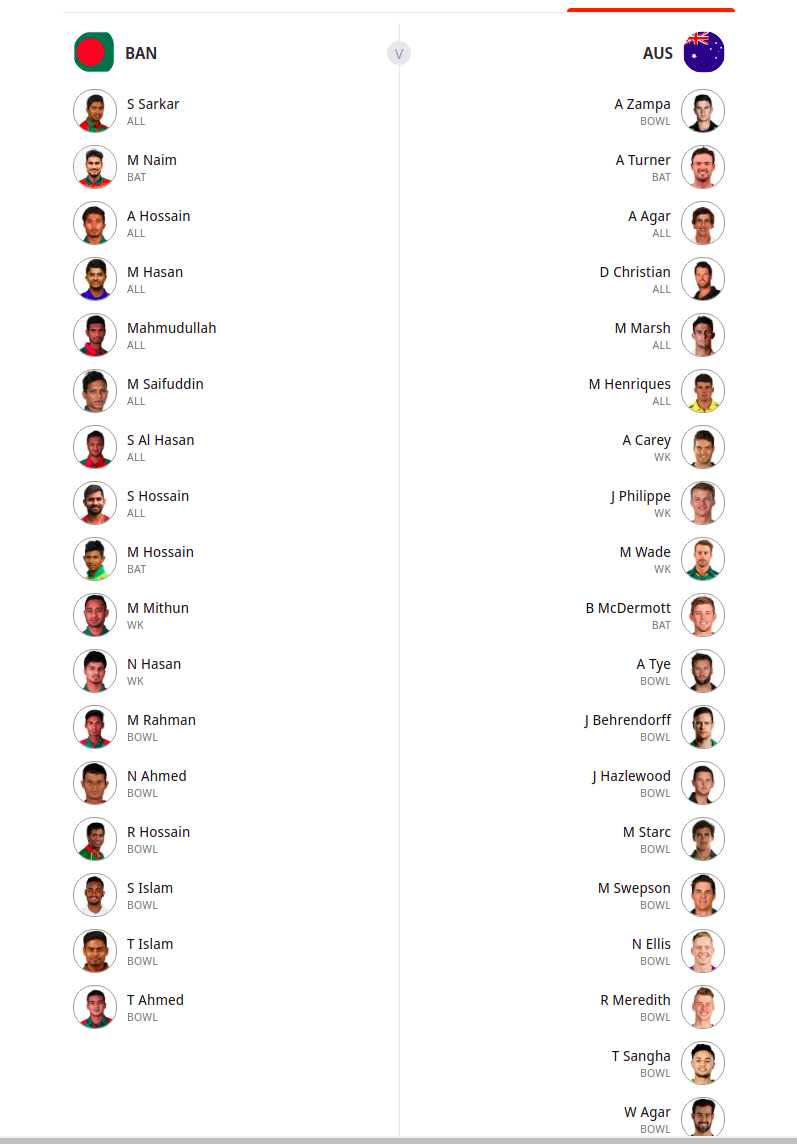 BAN
V
AUS
S Sarkar
ALL
M Naim
BAT
A Hossain
ALL
M Hasan
ALL
Mahmudullah
ALL
M Saifuddin
ALL
S Al Hasan
ALL
S Hossain
ALL
M Hossain
BAT
M Mithun
WK
N Hasan
WK
M Rahman
BOWL
N Ahmed
BOWL
R Hossain
BOWL
S Islam
BOWL
T Islam
BOWL
T Ahmed
BOWL
A Zampa
BOWL
A Turner
BAT
A Agar
ALL
D Christian
ALL
M Marsh
ALL
M Henriques
ALL
A Carey
WK
J Philippe
WK
M Wade
WK
B McDermott
BAT
A Tye
BOWL
J Behrendorff
BOWL
J Hazlewood
BOWL
M Starc
BOWL
M Swepson
BOWL
N Ellis
BOWL
R Meredith
BOWL
T Sangha
BOWL
W Agar
BOWL